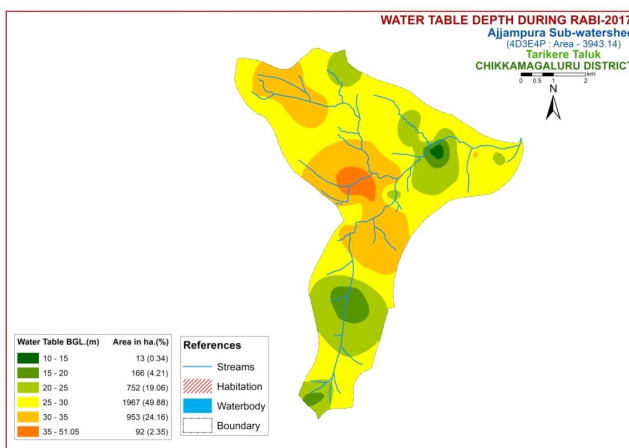 WATER TABLE DEPTH DURING RABI-2017
Ajjampura Sub-watershed
(4D3E4P : Area - 3943.14)
Tarikere Taluk
CHIKKAMAGALURU DISTRICT
km
0 0.5 1 2
N
Water Table BGL.(m) Area in ha.(%)
10 - 15 13 (0.34)
15 - 20 166 (4.21)
20 - 25 752 (19.06)
25 - 30 1967 (49.88)
30 - 35 953 (24.16)
35 - 51.05 92 (2.35)
References
Streams
Habitation
Waterbody
Boundary